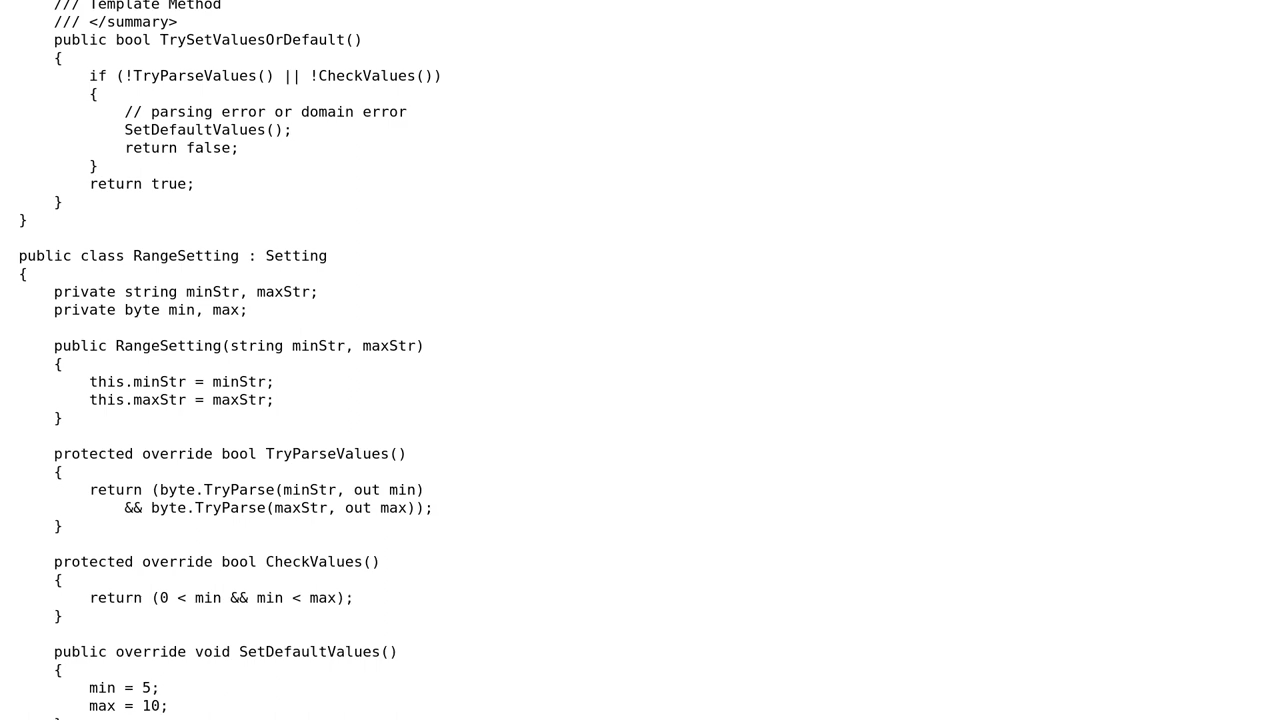 /// Template Method
/// </summary>
public bool TrySetValuesOrDefault()
{
if (!TryParseValues() || !CheckValues())
{
// parsing error or domain error
SetDefaultValues();
return false;
}
return true;
}
}
public class RangeSetting : Setting
{
private string minStr, maxStr;
private byte min, max;
public RangeSetting(string minStr, maxStr)
{
this.minStr = minStr;
this.maxStr = maxStr;
}
protected override bool TryParseValues()
{
return (byte.TryParse(minStr, out min)
&& byte.TryParse(maxStr, out max));
}
protected override bool CheckValues()
{
return (0 < min && min < max);
}
public override void SetDefaultValues()
{
min = 5;
max = 10;
}